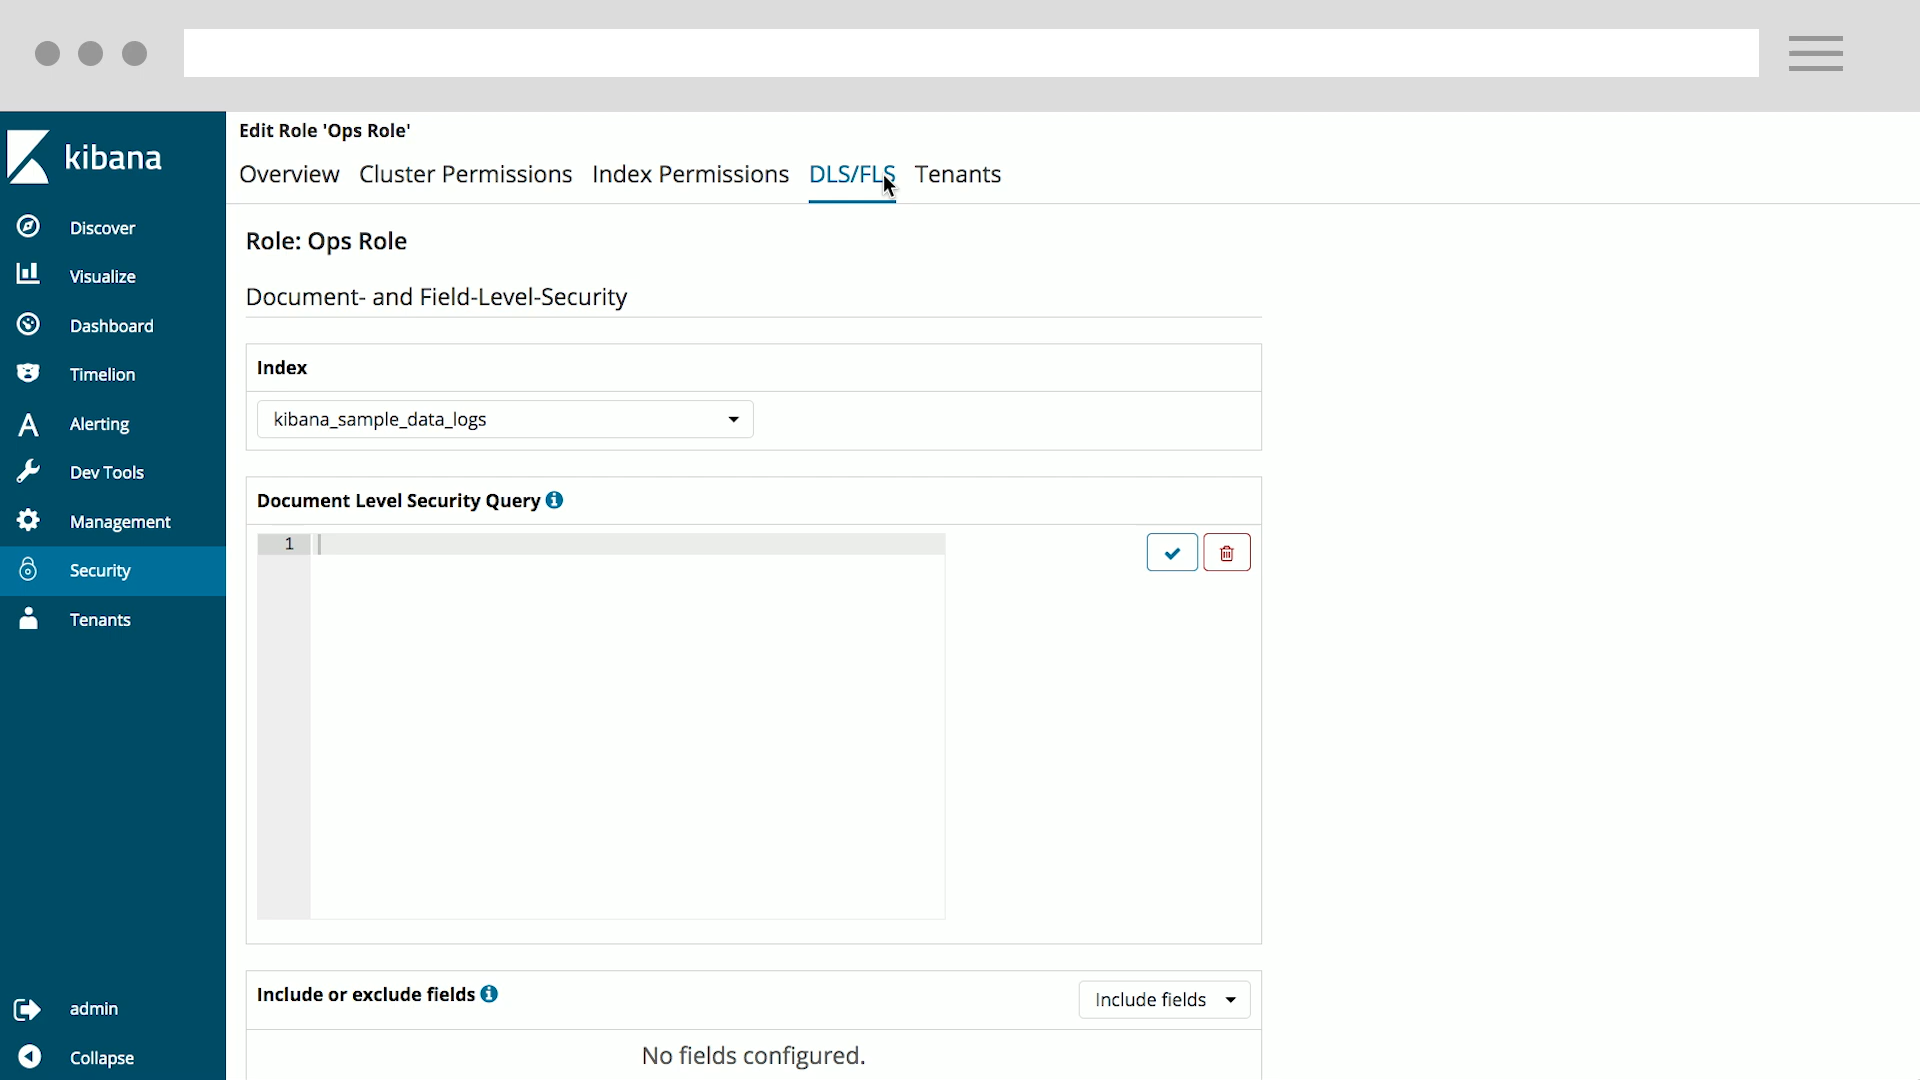 kibana
Discover
Visualize
Dashboard
Timelion
Alerting
Dev Tools
Management
Security
Tenants
admin
Collapse
Edit Role 'Ops Role'
Overview Cluster Permissions Index Permissions DLS/FLS Tenants
Role: Ops Role
Document- and Field-Level-Security
Index
kibana_sample_data_logs
Document Level Security Query
1
Include or exclude fields
Include fields
No fields configured.